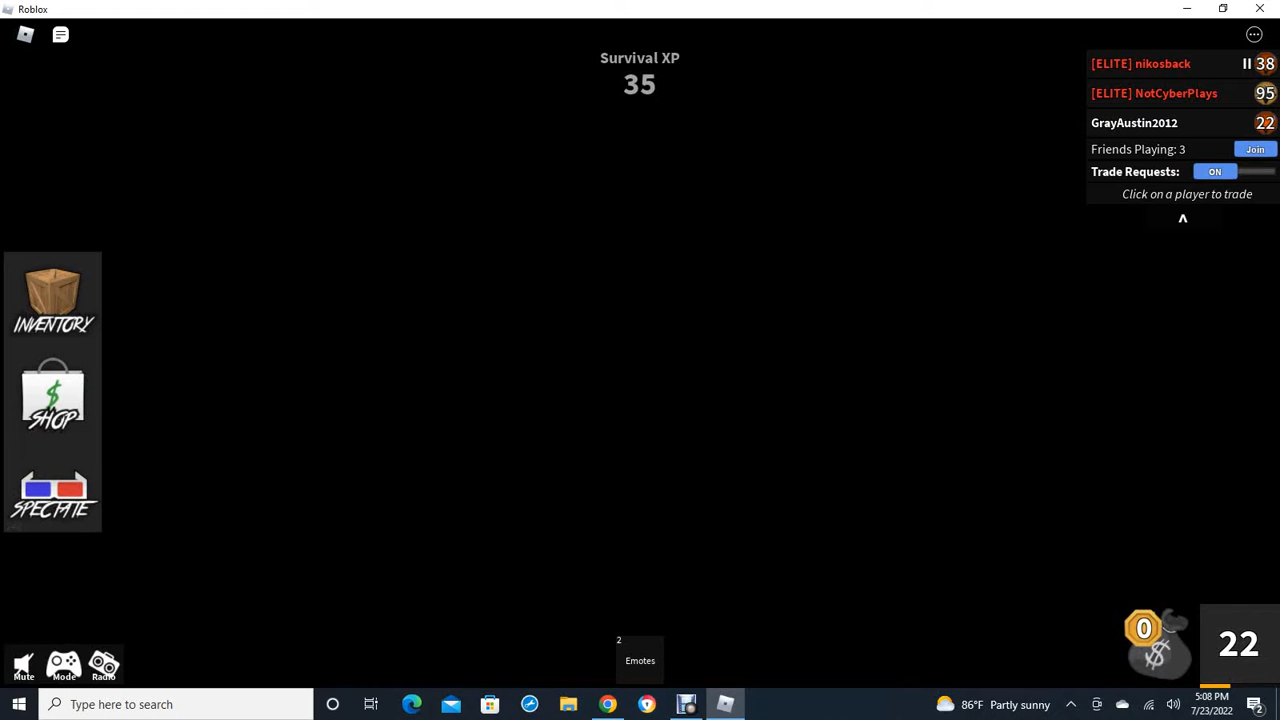 Roblox
Survival XP
35
[ELITE] nikosback 38
[ELITE] NotCyberPlays 95
GrayAustin2012 22
Friends Playing: 3 Join
Trade Requests: ON
Click on a player to trade
^
INVENTORY
$
SHOP
SPECTATE
0
$
22
2
Emotes
Mute Mode Radio
Type here to search
86°F Partly sunny
5:08 PM
7/23/2022
2